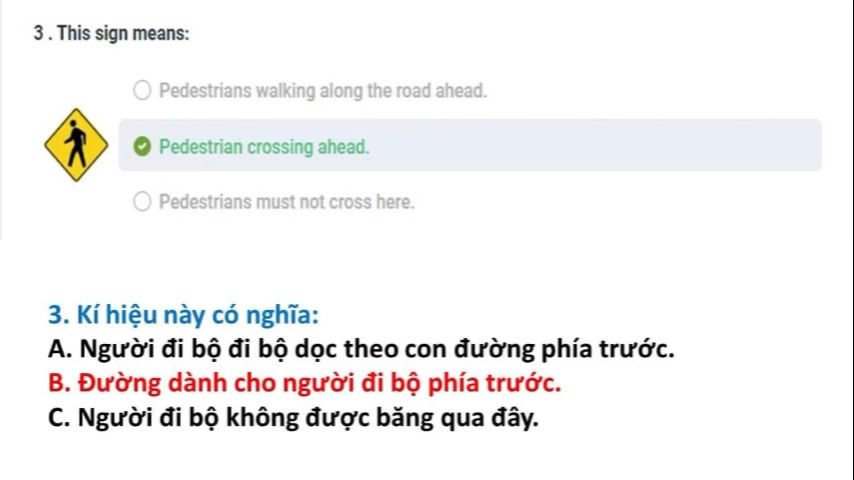 3 . This sign means:
Pedestrians walking along the road ahead.
Pedestrian crossing ahead.
Pedestrians must not cross here.
3. Kí hiệu này có nghĩa:
A. Người đi bộ đi bộ dọc theo con đường phía trước.
B. Đường dành cho người đi bộ phía trước.
C. Người đi bộ không được băng qua đây.